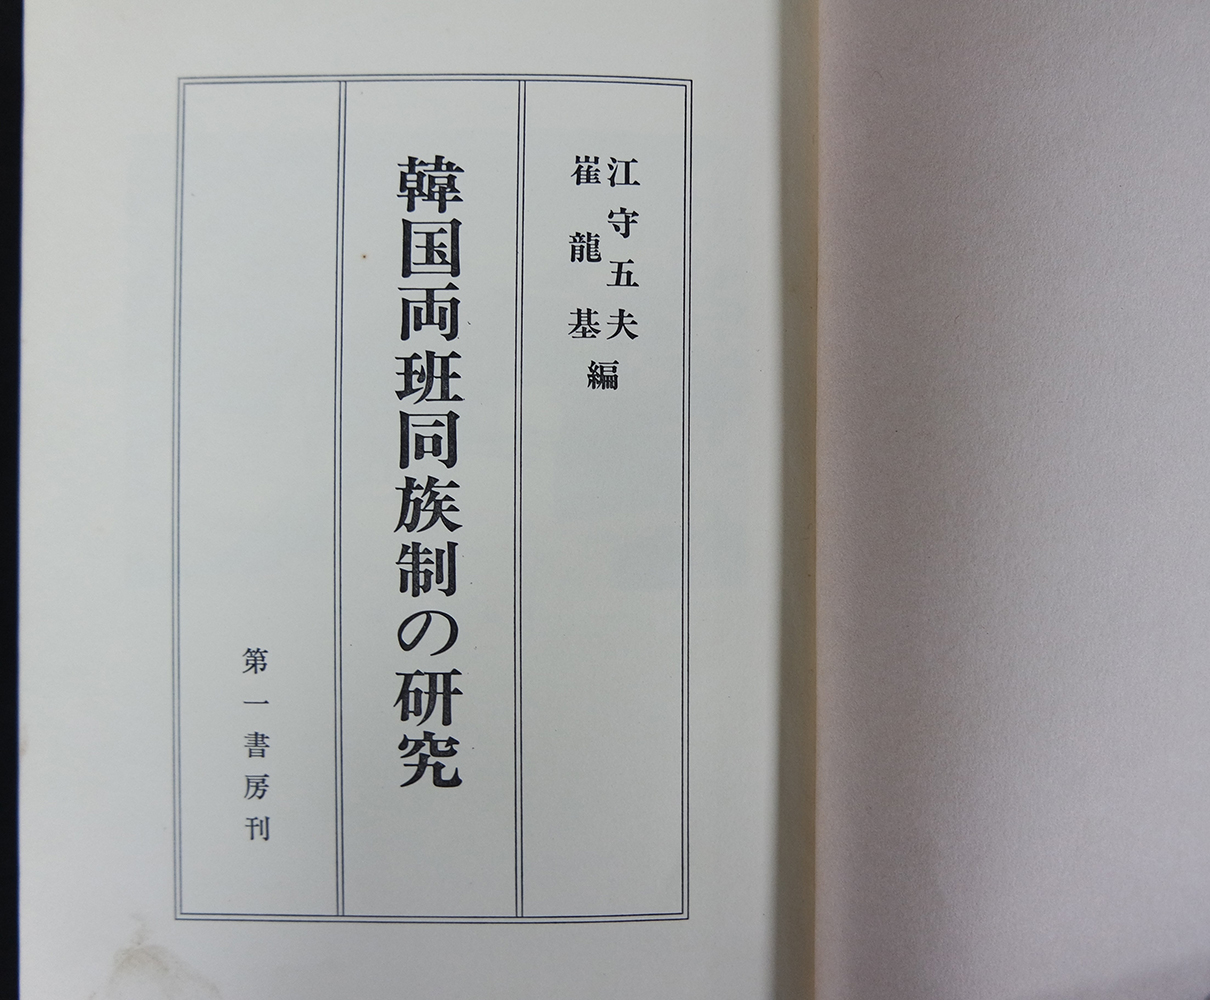 江守五夫
崔龍基
編
韓国両班同族制の研究
第一書房刊